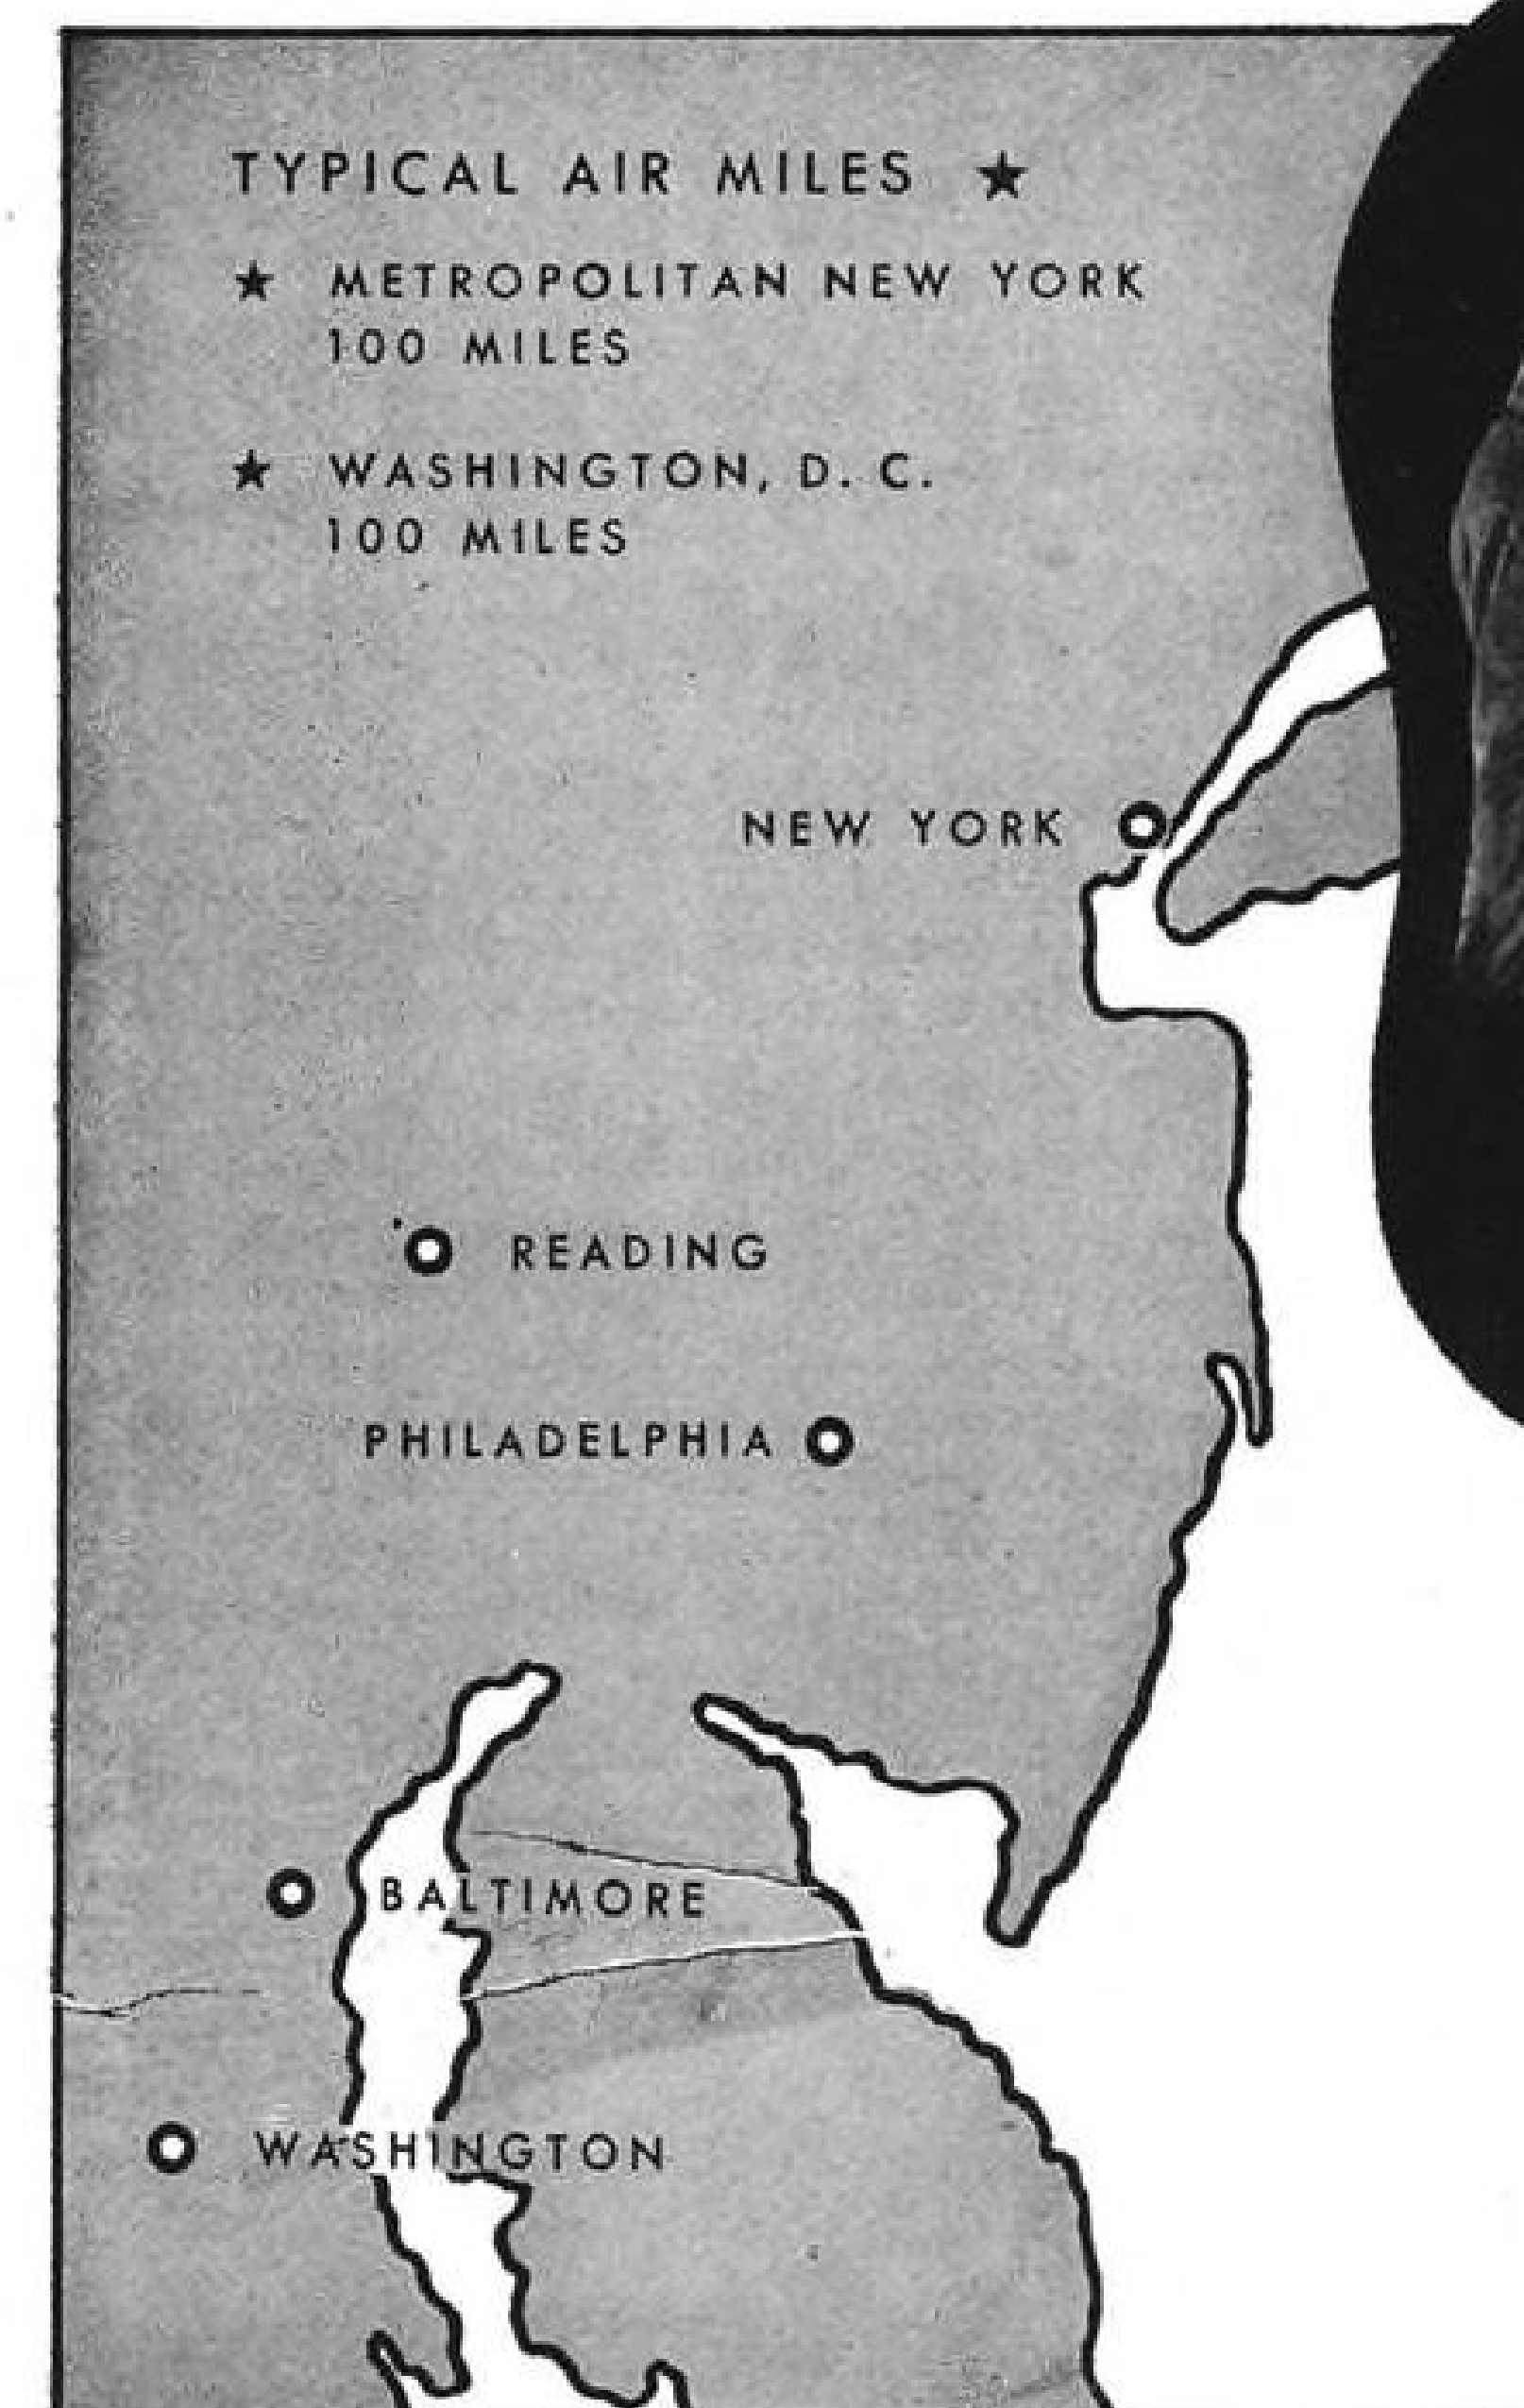 TYPICAL AIR MILES ★
★ METROPOLITAN NEW YORK
100 MILES
★ WASHINGTON, D. C.
100 MILES
NEW YORK
READING
PHILADELPHIA
BALTIMORE
WASHINGTON